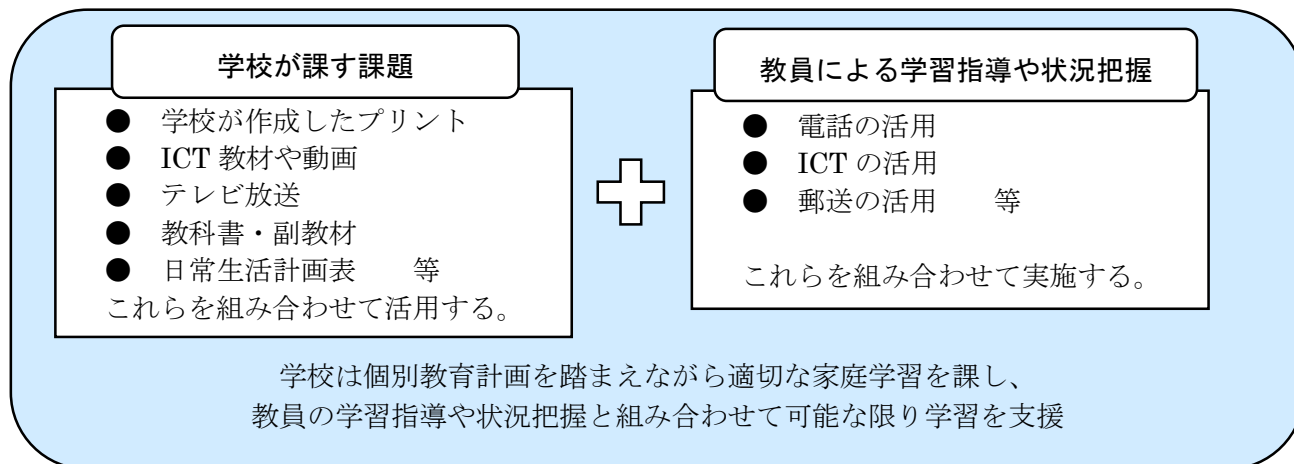 学校が課す課題
● 学校が作成したプリント
● ICT 教材や動画
● テレビ放送
● 教科書・副教材
● 日常生活計画表　　等
これらを組み合わせて活用する。
教員による学習指導や状況把握
● 電話の活用
● ICT の活用
● 郵送の活用　　等
これらを組み合わせて実施する。
学校は個別教育計画を踏まえながら適切な家庭学習を課し、
教員の学習指導や状況把握と組み合わせて可能な限り学習を支援